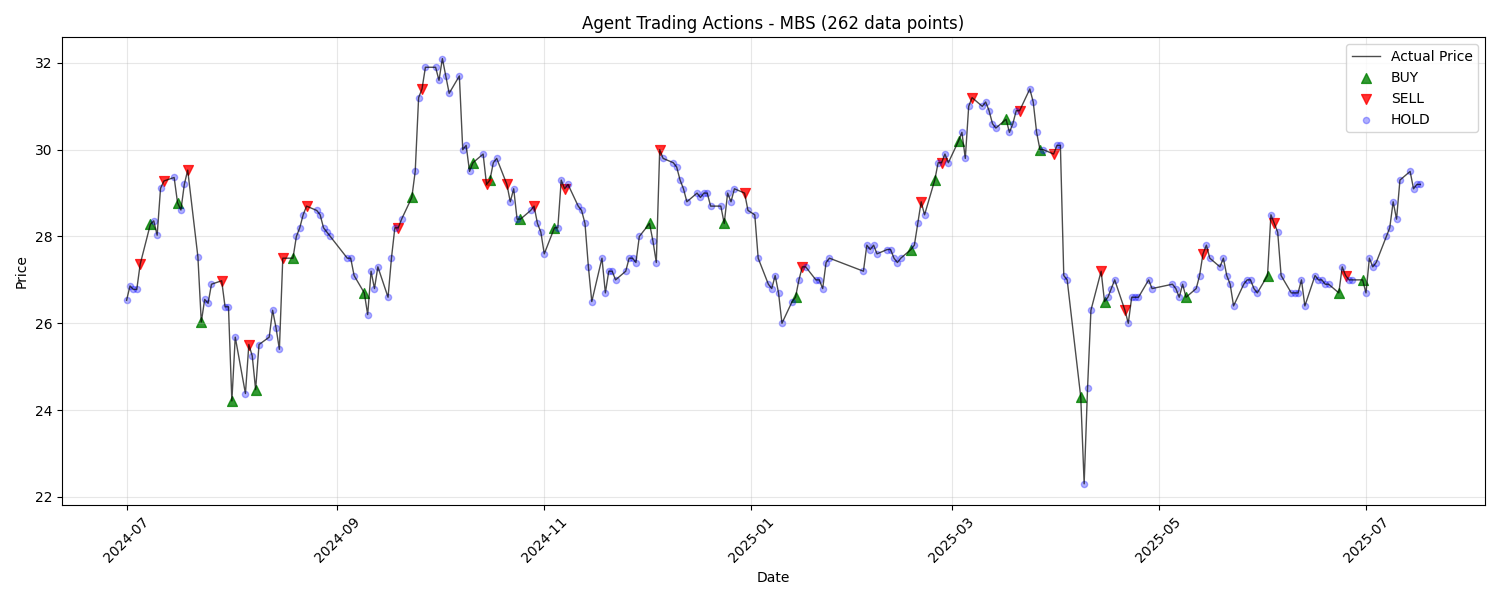 Agent Trading Actions - MBS (262 data points)
Actual Price
BUY
SELL
HOLD
Price
32
30
28
26
24
22
2024-07
2024-09
2024-11
2025-01
2025-03
2025-05
2025-07
Date